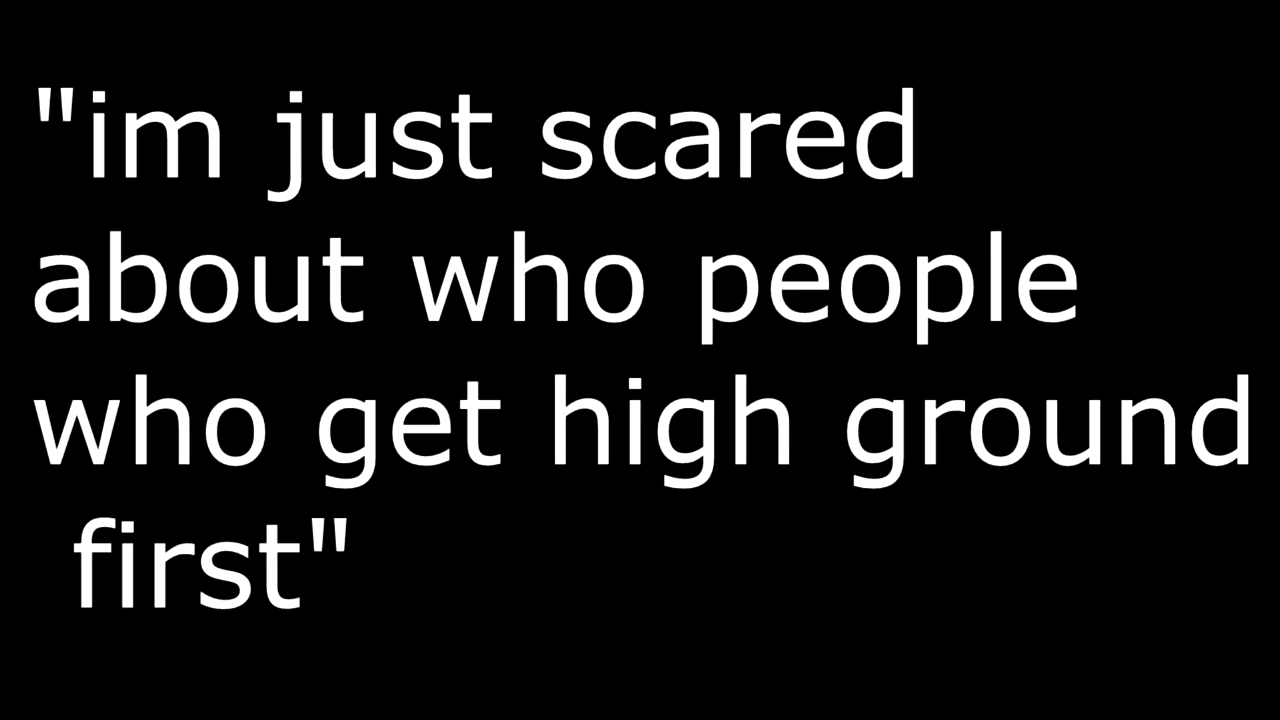 "im just scared
about who people
who get high ground
first"